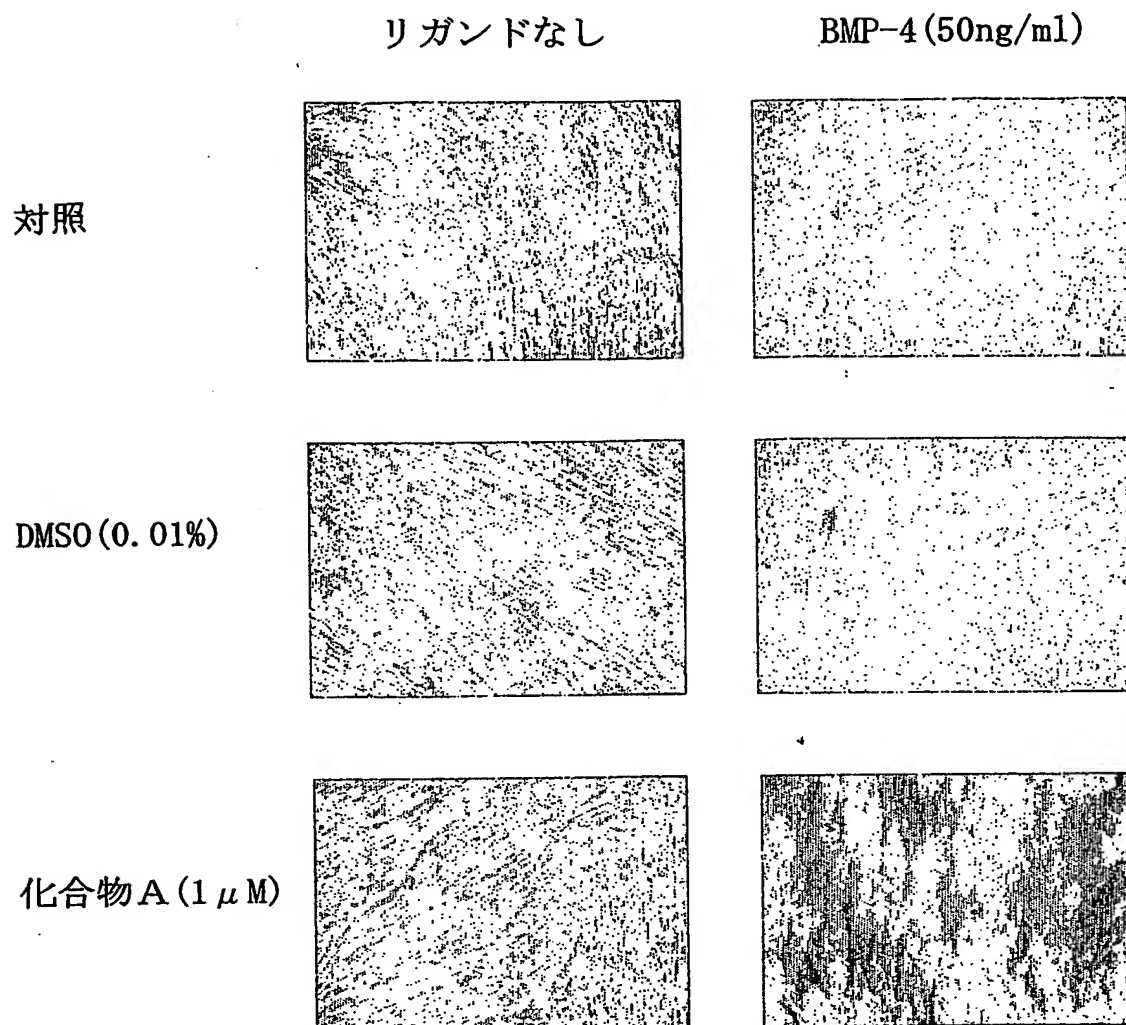 リガンドなし
BMP-4(50ng/ml)
対照
DMSO(0.01%)
化合物A(1μM)